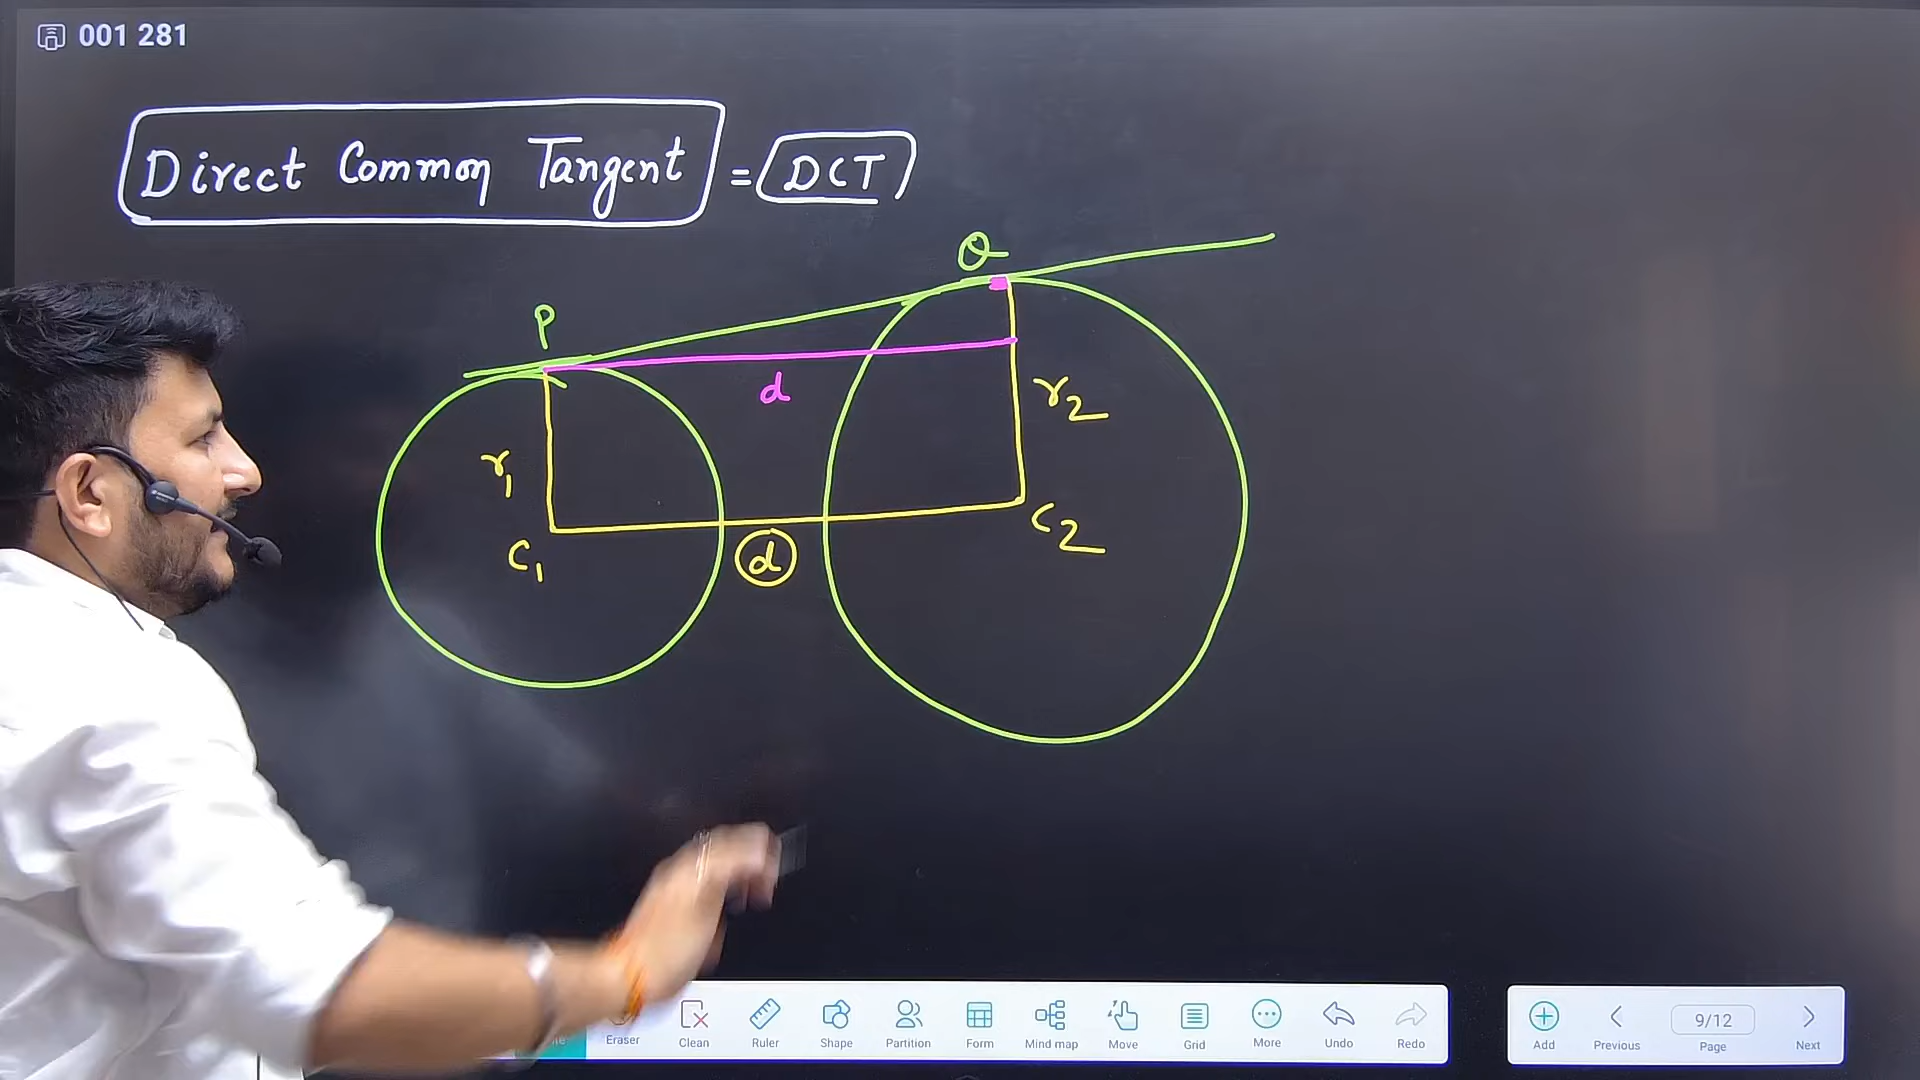 001 281
Direct Common Tangent = DCT
Q
P
d
r2
r1
C2
C1
d
Eraser
Clean
Ruler
Shape
Partition
Form
Mind map
Move
Grid
More
Undo
Redo
Add
Previous
9/12
Page
Next